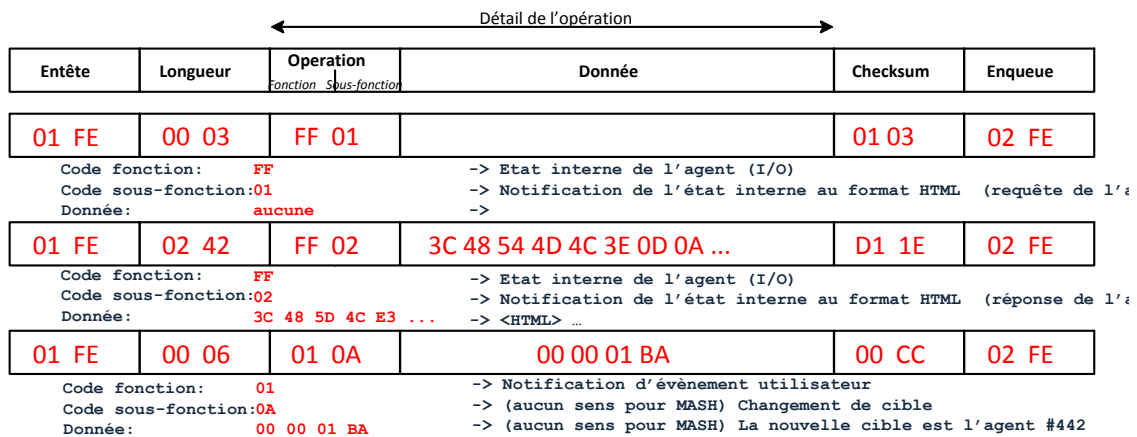 Détail de l'opération
Entête Longueur Operation Donnée Checksum Enqueue
Fonction Sous-fonction
01 FE 00 03 FF 01 01 03 02 FE
Code fonction: FF -> Etat interne de l'agent (I/O)
Code sous-fonction:01 -> Notification de l'état interne au format HTML (requête de l'a
Donnée: aucune ->
01 FE 02 42 FF 02 3C 48 54 4D 4C 3E 0D 0A ... D1 1E 02 FE
Code fonction: FF -> Etat interne de l'agent (I/O)
Code sous-fonction:02 -> Notification de l'état interne au format HTML (réponse de l'a
Donnée: 3C 48 5D 4C E3 ... -> <HTML> …
01 FE 00 06 01 0A 00 00 01 BA 00 CC 02 FE
Code fonction: 01 -> Notification d'évènement utilisateur
Code sous-fonction:0A -> (aucun sens pour MASH) Changement de cible
Donnée: 00 00 01 BA -> (aucun sens pour MASH) La nouvelle cible est l'agent #442